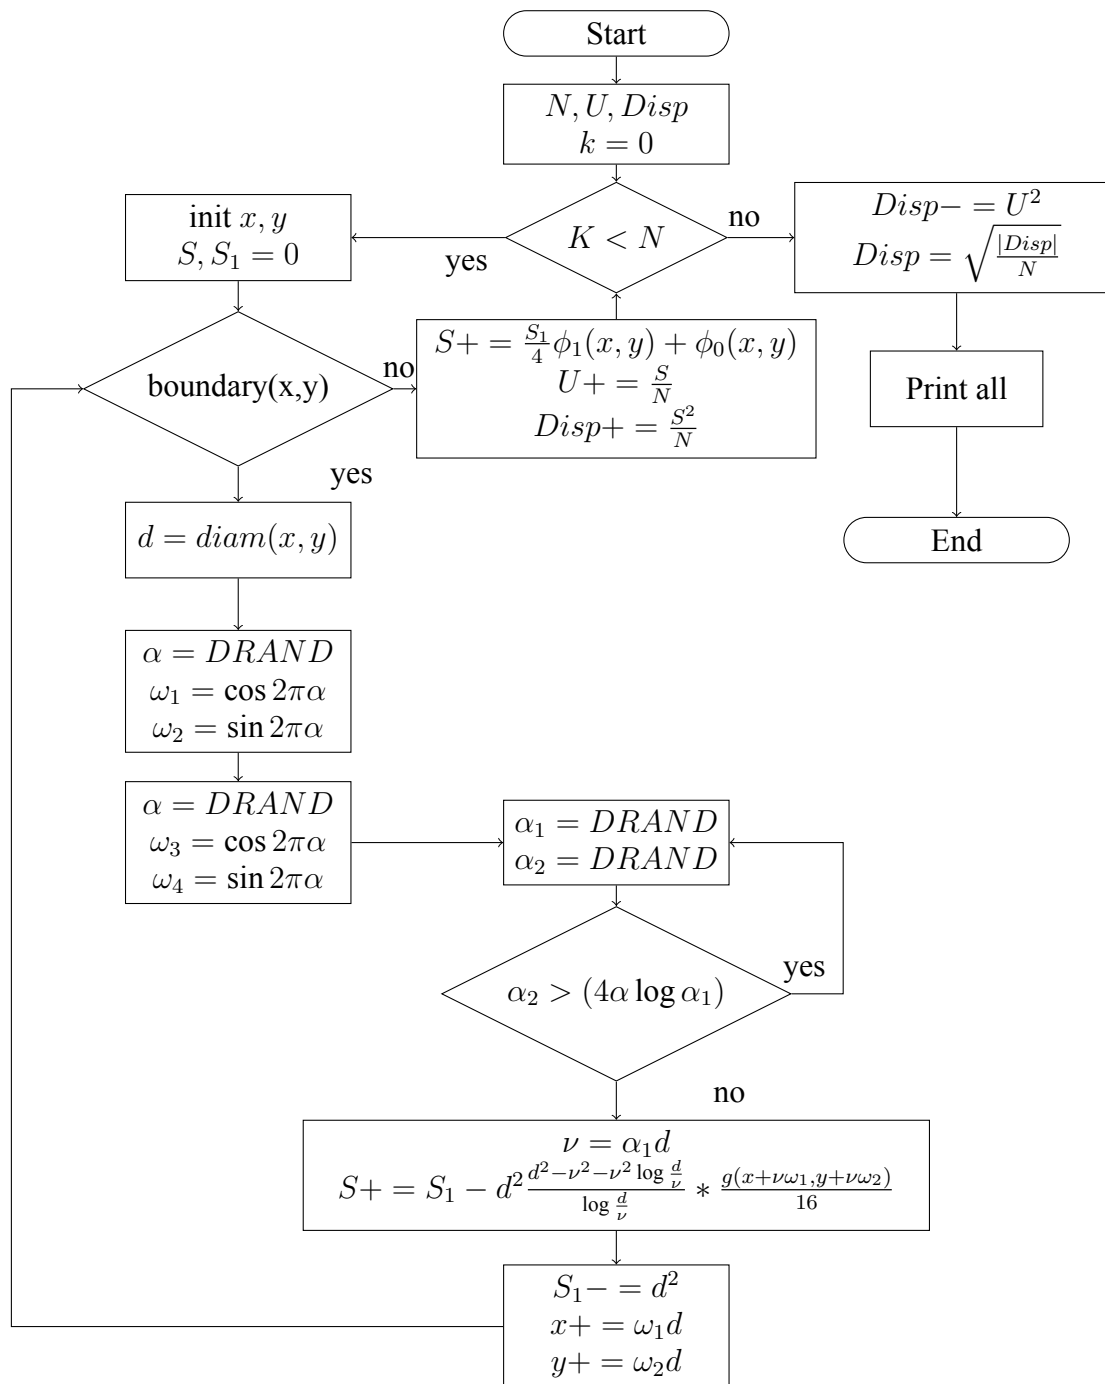 Start
N, U, Disp
k = 0
K < N
yes
no
init x, y
S, S₁ = 0
Disp− = U²
Disp = √(|Disp|/N)
Print all
End
boundary(x,y)
no
yes
S+ = S₁/4 ϕ₁(x, y) + ϕ₀(x, y)
U+ = S/N
Disp+ = S²/N
d = diam(x, y)
α = DRAND
ω₁ = cos 2πα
ω₂ = sin 2πα
α = DRAND
ω₃ = cos 2πα
ω₄ = sin 2πα
α₁ = DRAND
α₂ = DRAND
α₂ > (4α log α₁)
yes
no
ν = α₁d
S+ = S₁ − d² (d²−ν²−ν² log d/ν)/(log d/ν) ∗ g(x+νω₁,y+νω₂)/16
S₁− = d²
x+ = ω₁d
y+ = ω₂d